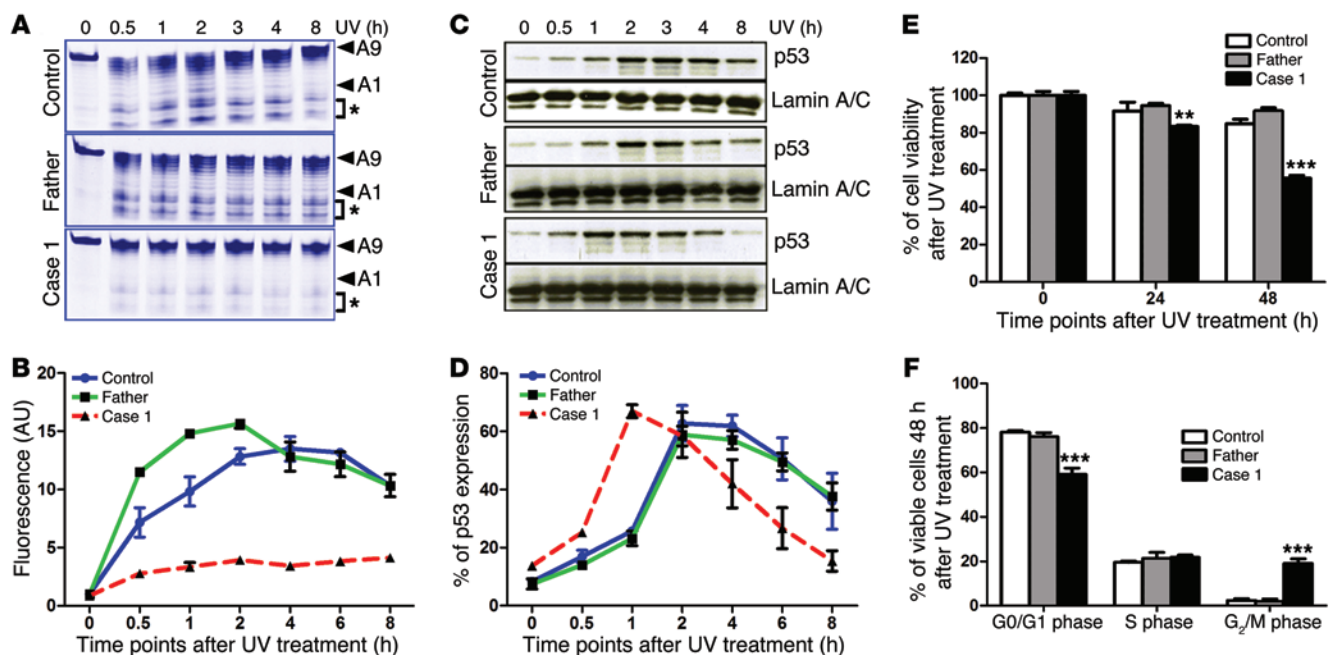 A
0 0.5 1 2 3 4 8 UV (h)
Control
A9
A1
*
Father
A9
A1
*
Case 1
A9
A1
*
B
Control
Father
Case 1
Fluorescence (AU)
20
15
10
5
0
0 0.5 1 2 4 6 8
Time points after UV treatment (h)
C
0 0.5 1 2 3 4 8 UV (h)
Control
p53
Lamin A/C
Father
p53
Lamin A/C
Case 1
p53
Lamin A/C
D
Control
Father
Case 1
% of p53 expression
80
60
40
20
0
0 0.5 1 2 4 6 8
Time points after UV treatment (h)
E
Control
Father
Case 1
% of cell viability
after UV treatment
120
100
80
60
40
20
0
**
***
0 24 48
Time points after UV treatment (h)
F
Control
Father
Case 1
% of viable cells 48 h
after UV treatment
80
60
40
20
0
***
***
G0/G1 phase S phase G₂/M phase